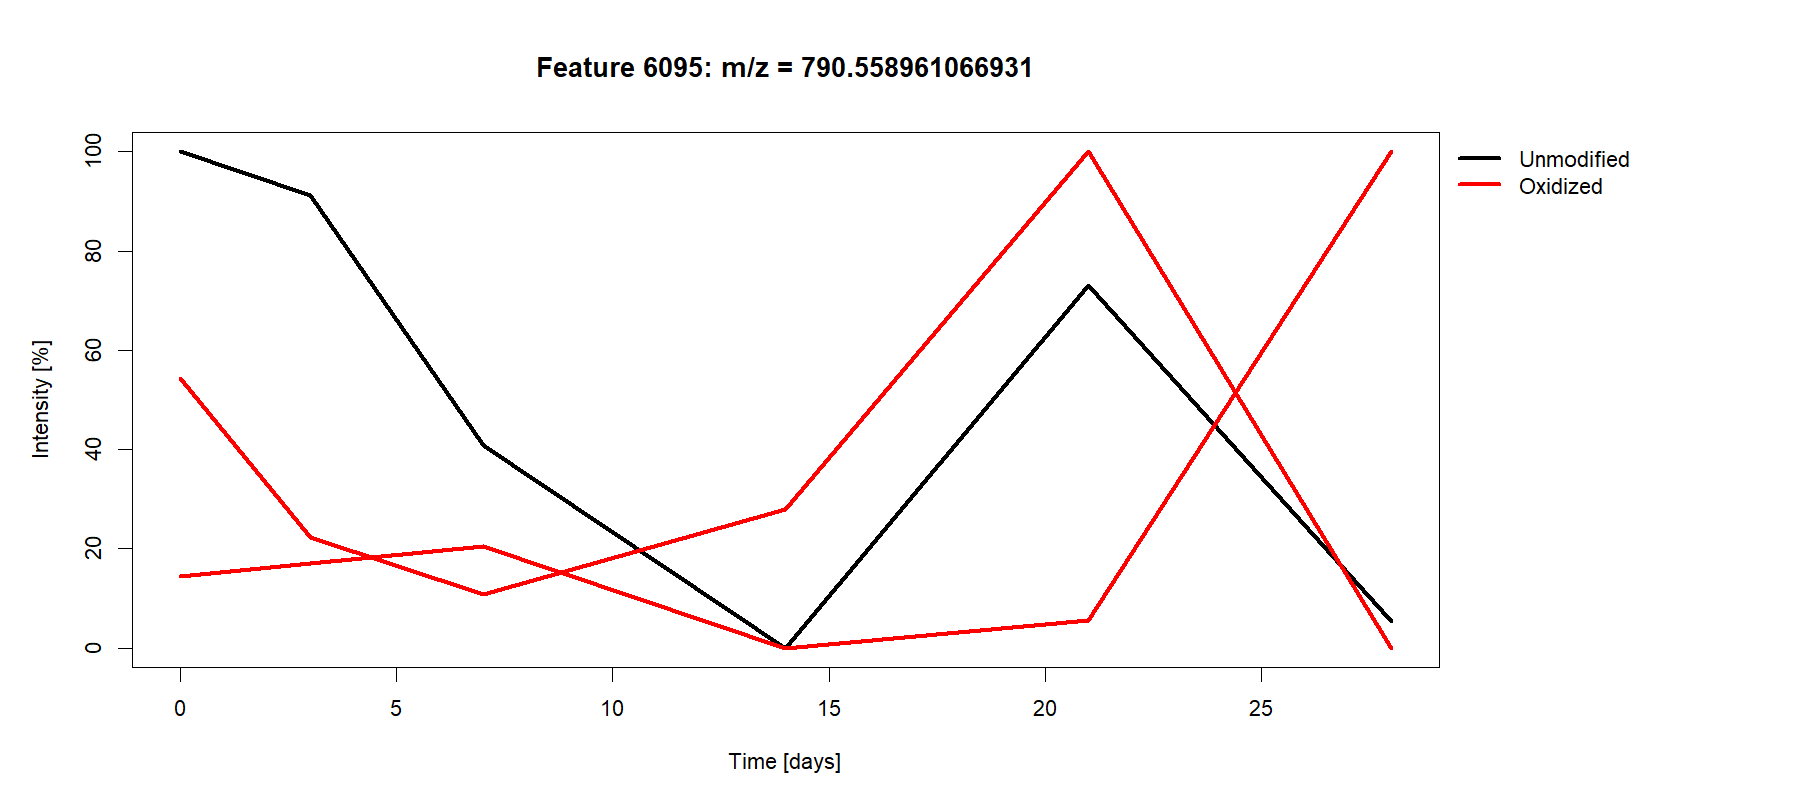 Feature 6095: m/z = 790.558961066931
Unmodified
Oxidized
Intensity [%]
100
80
60
40
20
0
0 5 10 15 20 25
Time [days]